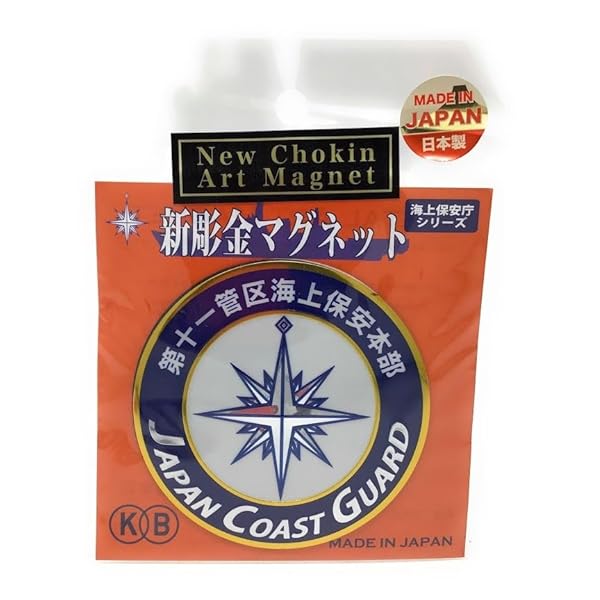 MADE IN
JAPAN
日本製
New Chokin
Art Magnet
新彫金マグネット
海上保安庁
シリーズ
第十一管区海上保安本部
JAPAN COAST GUARD
KB
MADE IN JAPAN